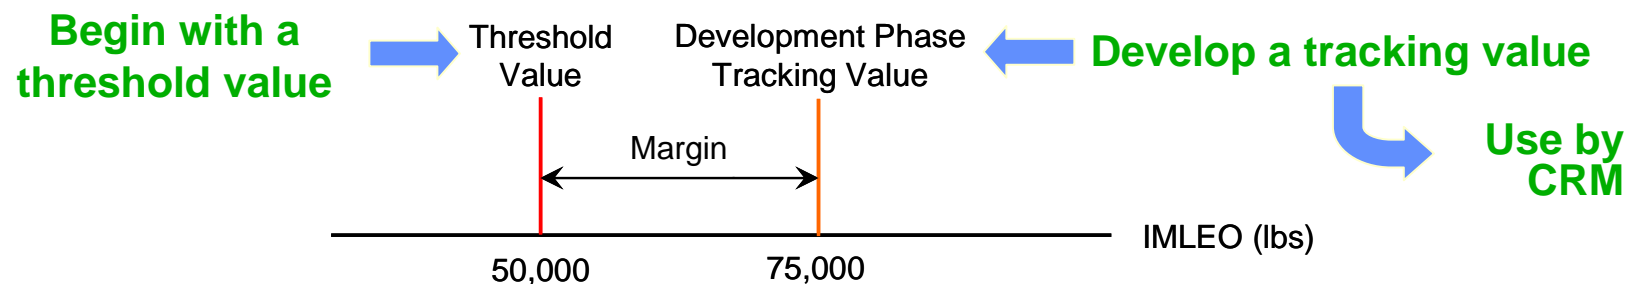 Begin with a
threshold value
Threshold
Value
Development Phase
Tracking Value
Develop a tracking value
Use by
CRM
Margin
IMLEO (lbs)
50,000
75,000